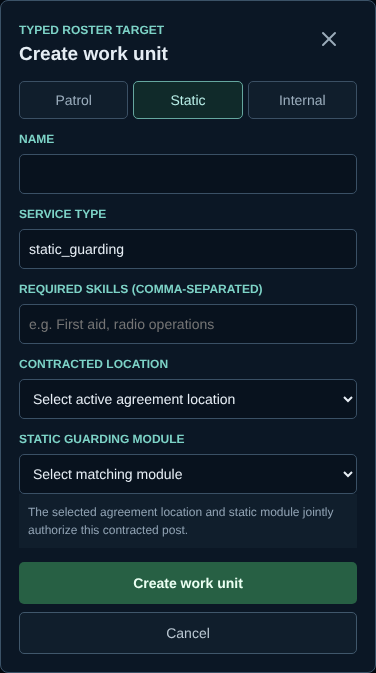 TYPED ROSTER TARGET
Create work unit
Patrol
Static
Internal
NAME
SERVICE TYPE
static_guarding
REQUIRED SKILLS (COMMA-SEPARATED)
e.g. First aid, radio operations
CONTRACTED LOCATION
Select active agreement location
STATIC GUARDING MODULE
Select matching module
The selected agreement location and static module jointly
authorize this contracted post.
Create work unit
Cancel